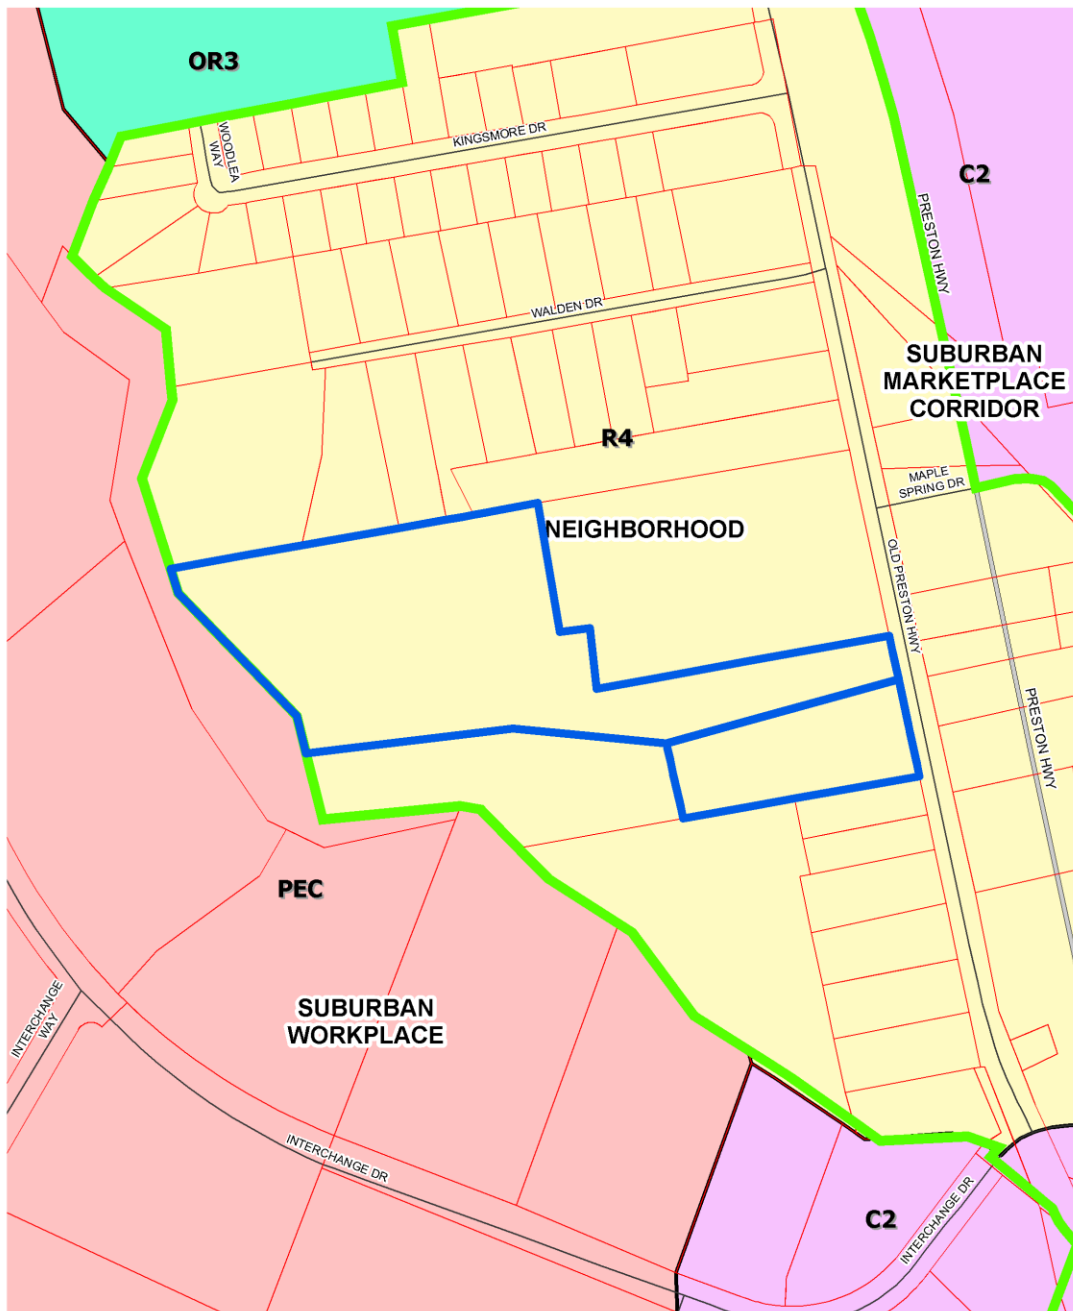 OR3
WOODLEA
WAY
KINGSMORE DR
C2
PRESTON HWY
WALDEN DR
SUBURBAN
MARKETPLACE
CORRIDOR
R4
MAPLE
SPRING DR
NEIGHBORHOOD
OLD PRESTON HWY
PRESTON HWY
PEC
SUBURBAN
WORKPLACE
INTERCHANGE
WAY
INTERCHANGE DR
C2
INTERCHANGE DR